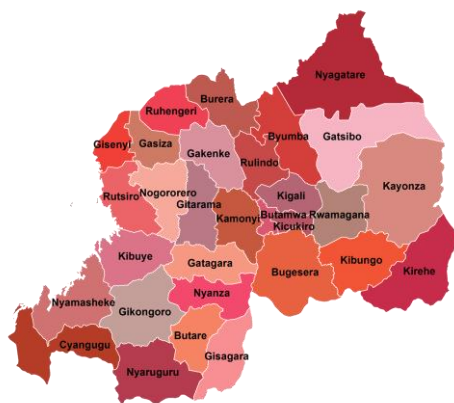 Nyagatare
Burera
Ruhengeri
Byumba
Gatsibo
Gisenyi
Gasiza
Gakenke
Rulindo
Kayonza
Rutsiro
Nogororero
Gitarama
Kigali
Kamonyi
Butamwa
Rwamagana
Kicukiro
Kibuye
Gatagara
Bugesera
Kibungo
Kirehe
Nyamasheke
Nyanza
Gikongoro
Cyangugu
Butare
Gisagara
Nyaruguru